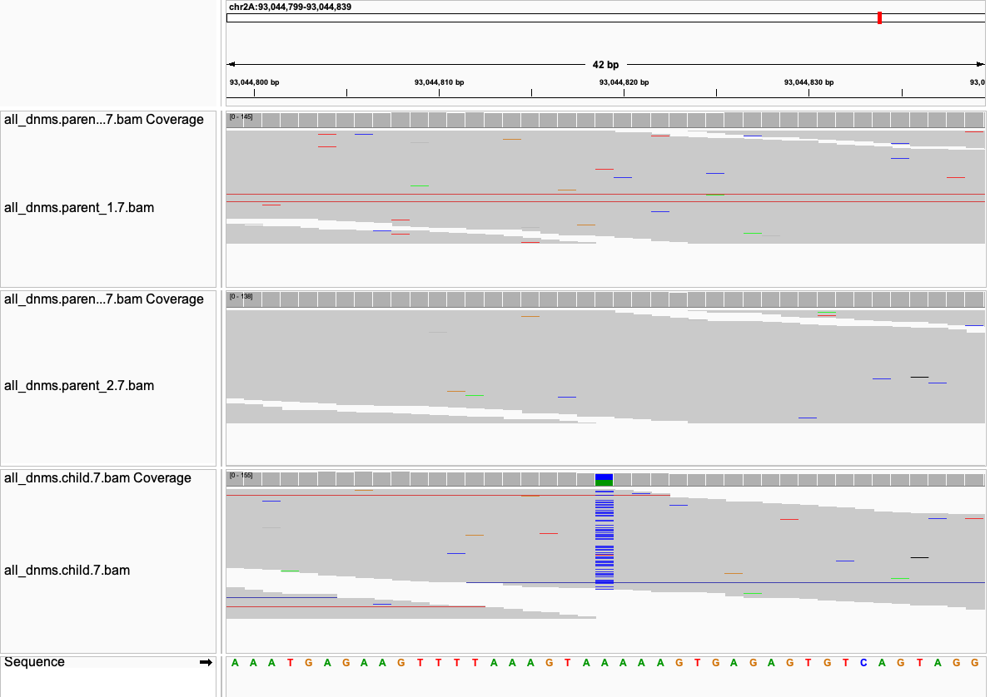 chr2A:93,044,799-93,044,839
42 bp
93,044,800 bp 93,044,810 bp 93,044,820 bp 93,044,830 bp 93,0
all_dnms.paren...7.bam Coverage [0 - 145]
all_dnms.parent_1.7.bam
all_dnms.paren...7.bam Coverage [0 - 138]
all_dnms.parent_2.7.bam
all_dnms.child.7.bam Coverage [0 - 155]
all_dnms.child.7.bam
Sequence A A A T G A G A A G T T T T A A A G T A A A A A G T G A G A G T G T C A G T A G G